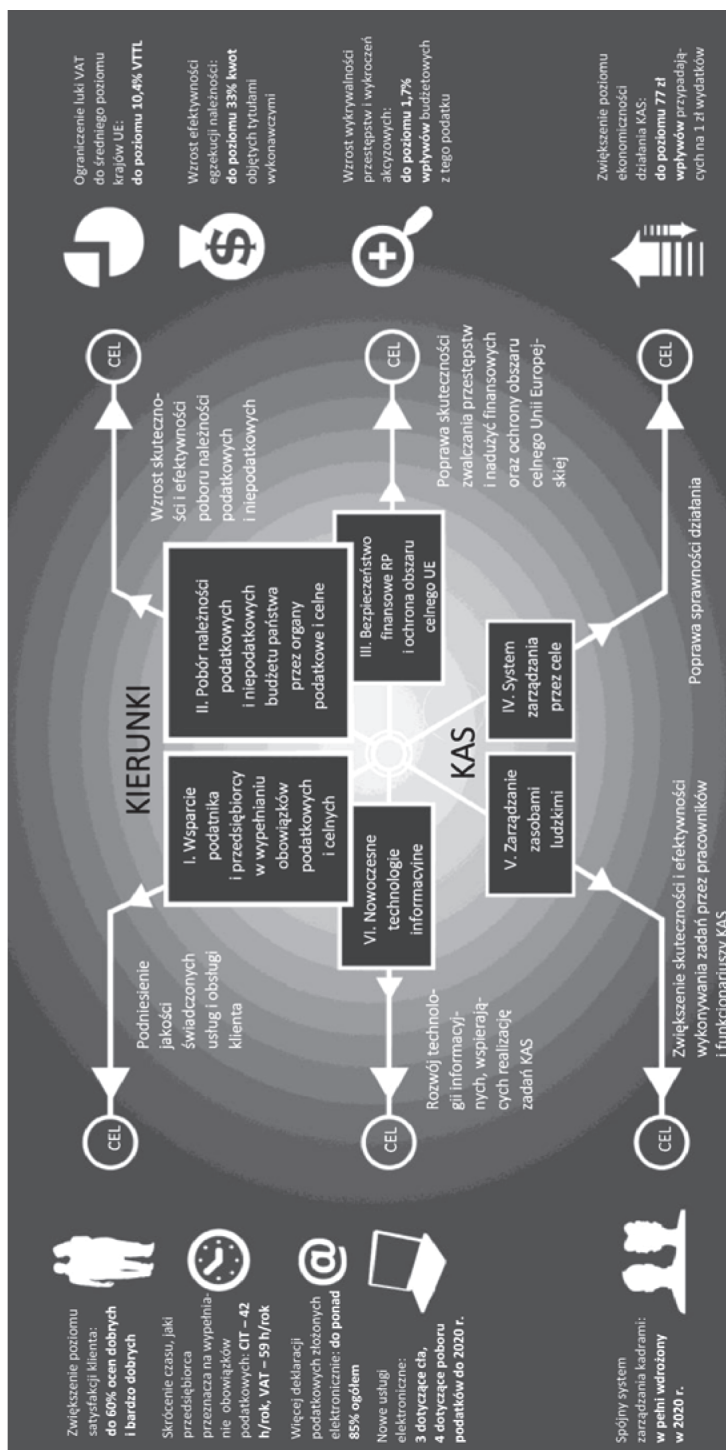 KIERUNKI
KAS
Zwiększenie poziomu
satysfakcji klienta:
do 60% ocen dobrych
i bardzo dobrych
Skrócenie czasu, jaki
przedsiębiorca
przeznacza na wypełnia-
nie obowiązków
podatkowych: CIT – 42
h/rok, VAT – 59 h/rok
Więcej deklaracji
podatkowych złożonych
elektronicznie: do ponad
85% ogółem
@
Nowe usługi
elektroniczne:
3 dotyczące cła,
4 dotyczące poboru
podatków do 2020 r.
Spójny system
zarządzania kadrami:
w pełni wdrożony
w 2020 r.
CEL
Podniesienie
jakości
świadczonych
usług i obsługi
klienta
CEL
Rozwój technolo-
gii informacyj-
nych, wspierają-
cych realizację
zadań KAS
CEL
Zwiększenie skuteczności i efektywności
wykonywania zadań przez pracowników
i funkcjonariuszy KAS
I. Wsparcie
podatnika
i przedsiębiorcy
w wypełnianiu
obowiązków
podatkowych
i celnych
VI. Nowoczesne
technologie
informacyjne
V. Zarządzanie
zasobami
ludzkimi
II. Pobór należności
podatkowych
i niepodatkowych
budżetu państwa
przez organy
podatkowe i celne
III. Bezpieczeństwo
finansowe RP
i ochrona obszaru
celnego UE
IV. System
zarządzania
przez cele
Wzrost skuteczno-
ści i efektywności
poboru należności
podatkowych
i niepodatkowych
CEL
Poprawa skuteczności
zwalczania przestępstw
i nadużyć finansowych
oraz ochrony obszaru
celnego Unii Europej-
skiej
CEL
Poprawa sprawności działania
CEL
Ograniczenie luki VAT
do średniego poziomu
krajów UE:
do poziomu 10,4% VTTL
$
Wzrost efektywności
egzekucji należności:
do poziomu 33% kwot
objętych tytułami
wykonawczymi
Wzrost wykrywalności
przestępstw i wykroczeń
akcyzowych:
do poziomu 1,7%
wpływów budżetowych
z tego podatku
Zwiększenie poziomu
ekonomiczności
działania KAS:
do poziomu 77 zł
wpływów przypadają-
cych na 1 zł wydatków